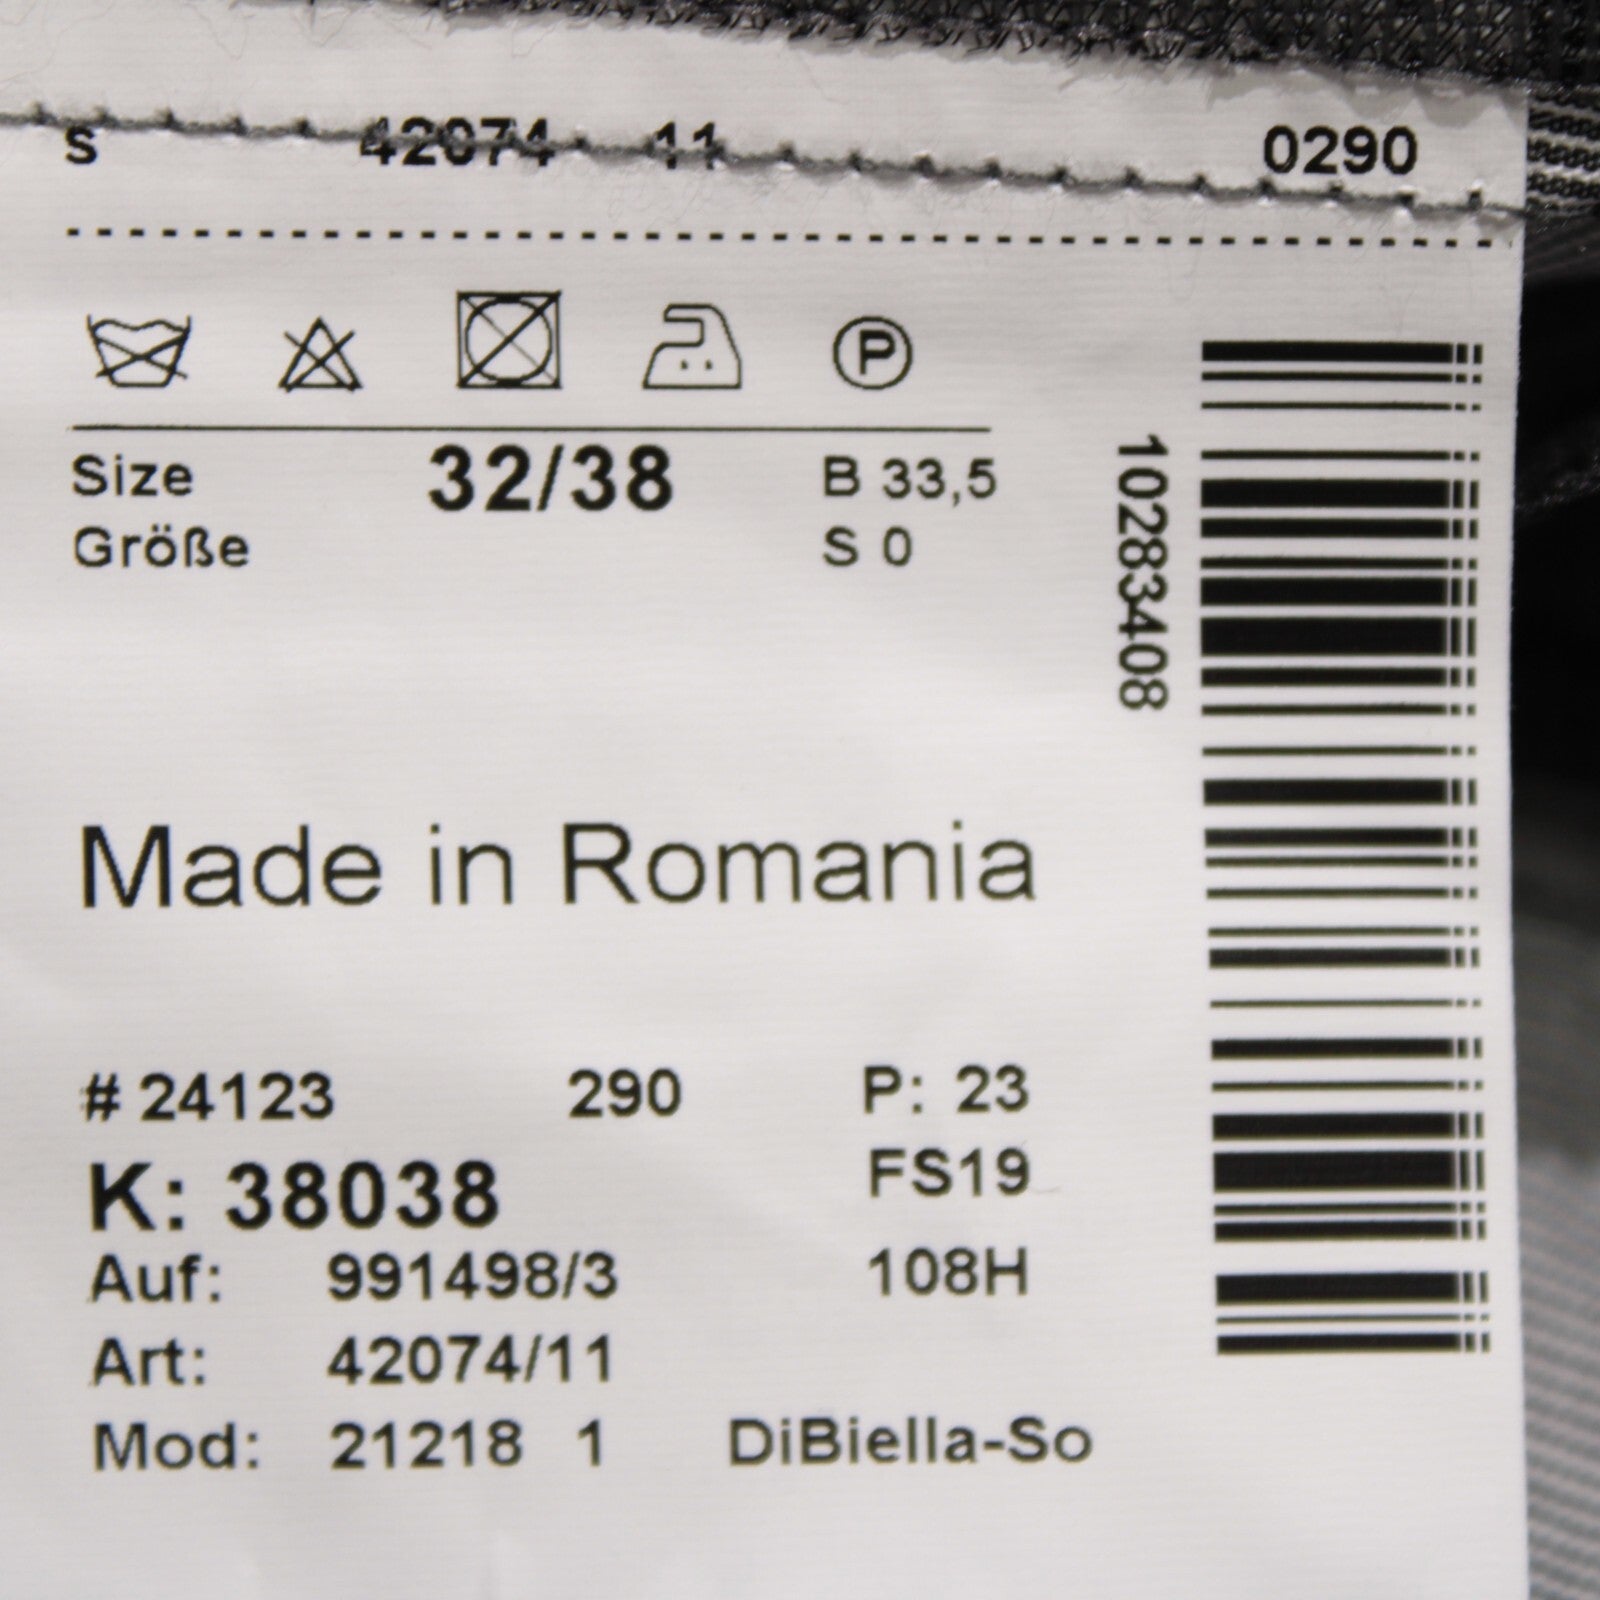 S 42074 11 0290
P
Size 32/38 B 33,5
Größe S 0
10283408
Made in Romania
# 24123 290 P: 23
K: 38038 FS19
Auf: 991498/3 108H
Art: 42074/11
Mod: 21218 1 DiBiella-So